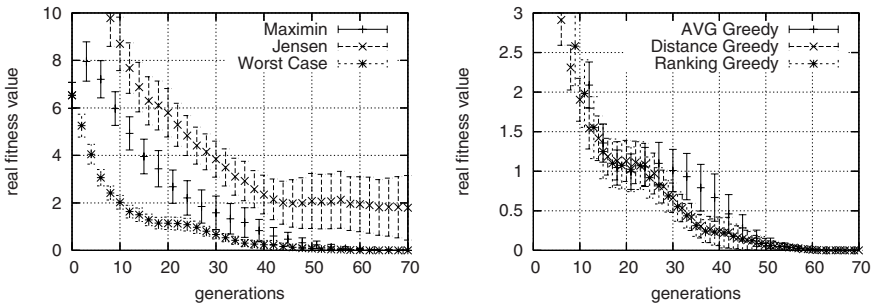 real fitness value
10
8
6
4
2
0
Maximin
Jensen
Worst Case
0 10 20 30 40 50 60 70
generations
real fitness value
3
2.5
2
1.5
1
0.5
0
AVG Greedy
Distance Greedy
Ranking Greedy
0 10 20 30 40 50 60 70
generations